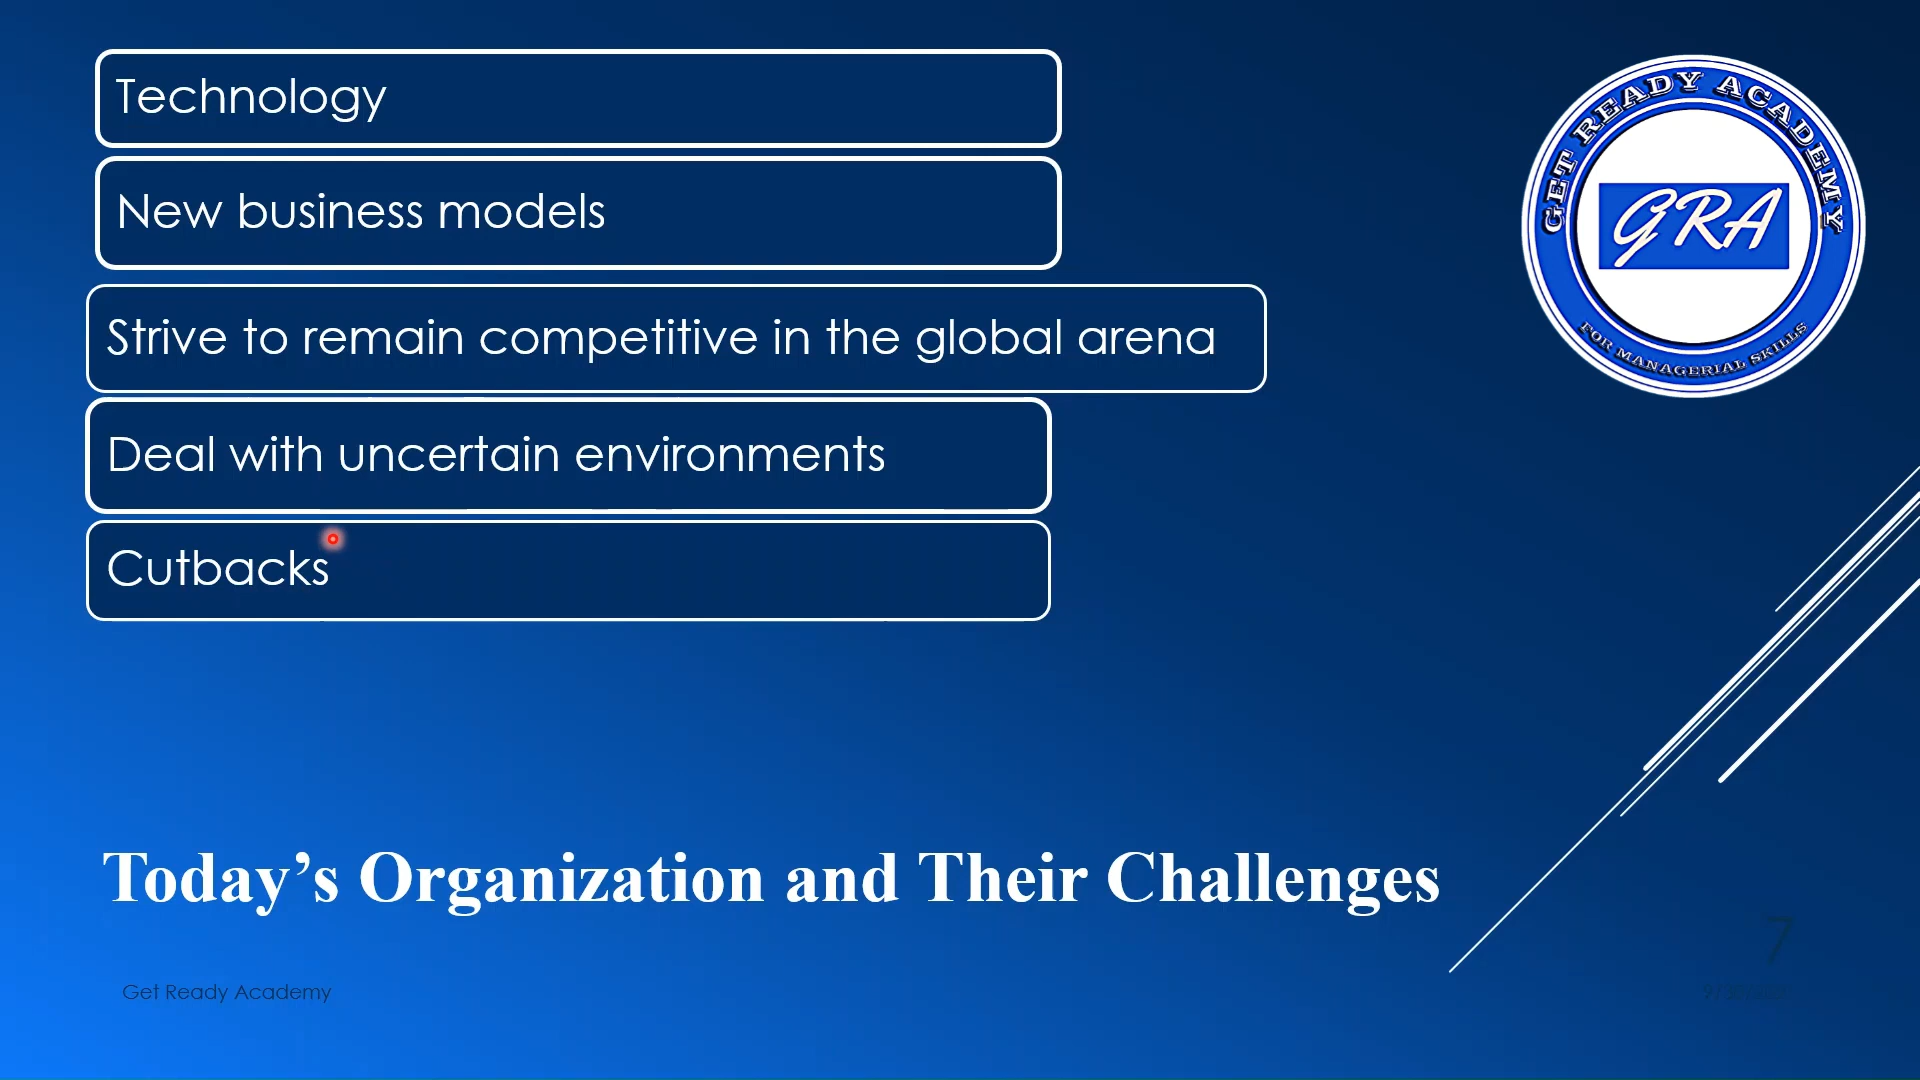 Technology
New business models
Strive to remain competitive in the global arena
Deal with uncertain environments
Cutbacks
GET READY ACADEMY
GRA
FOR MANAGERIAL SKILLS
Today’s Organization and Their Challenges
7
Get Ready Academy